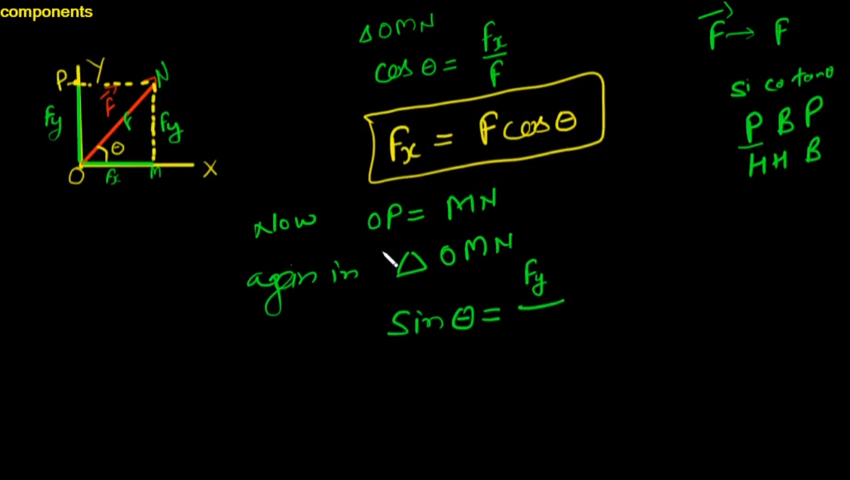 components
P Y N
F
Fy F Fy
θ
O Fx M X
ΔOMN
cos θ = Fx/F
Fx = F cos θ
F → F
Si co tano
P B P
H H B
Now OP = MN
again in Δ OMN
Sin θ = Fy